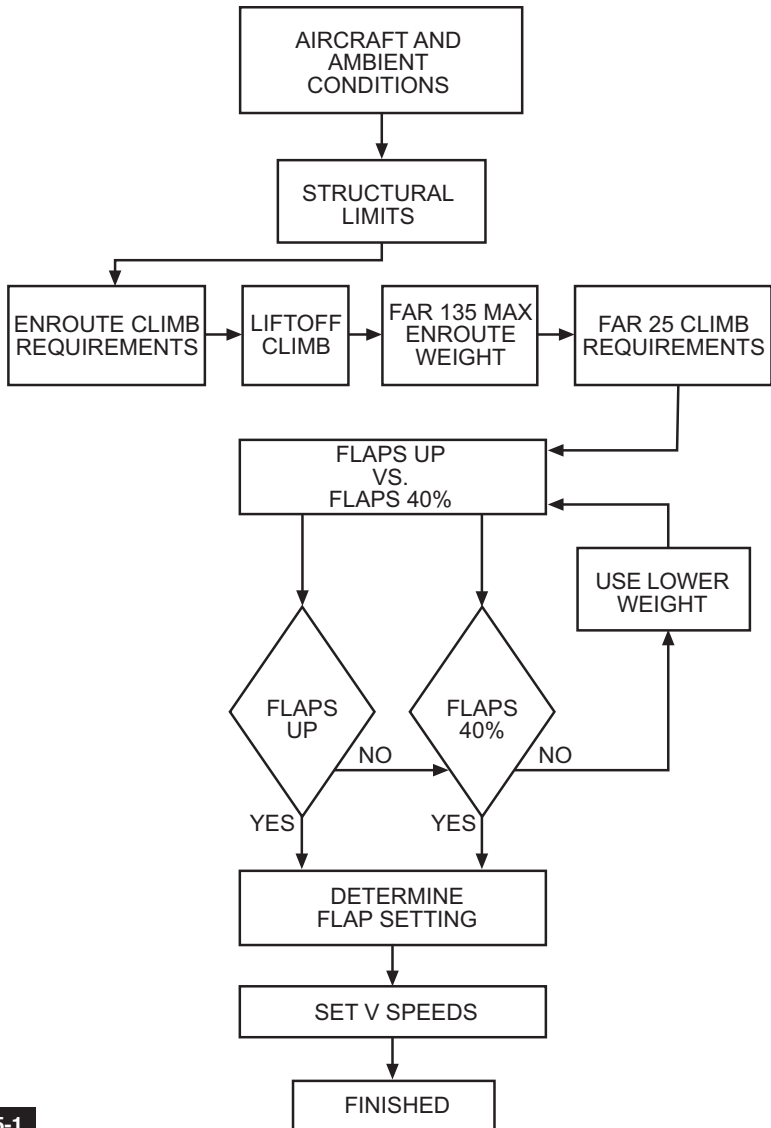 AIRCRAFT AND
AMBIENT
CONDITIONS
STRUCTURAL
LIMITS
ENROUTE CLIMB
REQUIREMENTS
LIFTOFF
CLIMB
FAR 135 MAX
ENROUTE
WEIGHT
FAR 25 CLIMB
REQUIREMENTS
FLAPS UP
VS.
FLAPS 40%
USE LOWER
WEIGHT
FLAPS
UP
FLAPS
40%
NO
NO
YES
YES
DETERMINE
FLAP SETTING
SET V SPEEDS
FINISHED